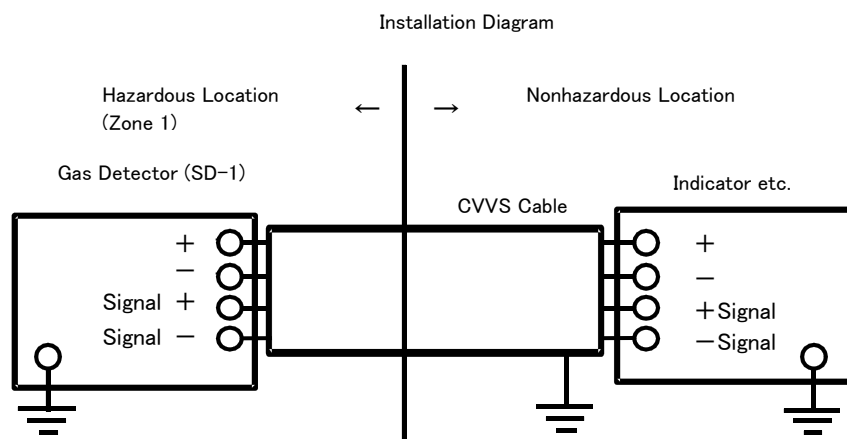 Installation Diagram
Hazardous Location
(Zone 1)
← →
Nonhazardous Location
Gas Detector (SD-1)
CVVS Cable
Indicator etc.
+
−
Signal +
Signal −
+
−
+Signal
−Signal